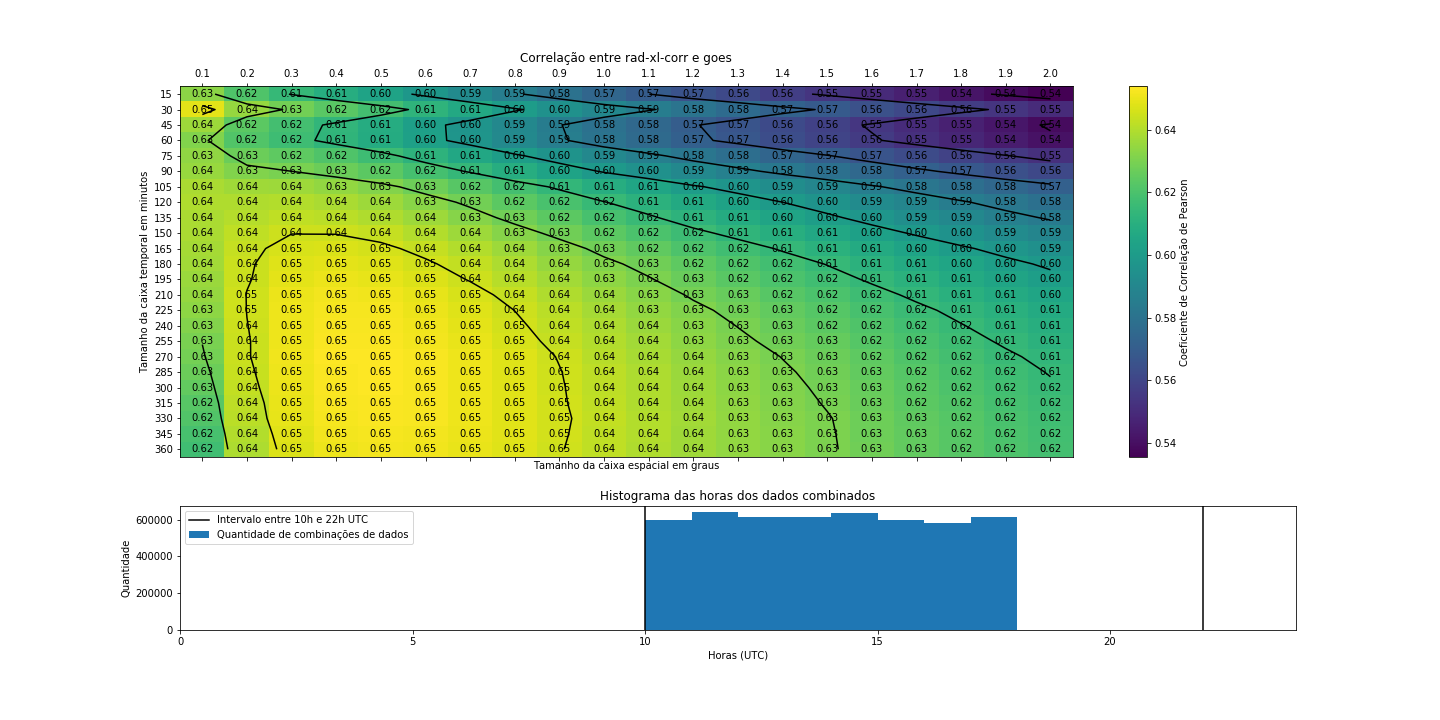 Correlação entre rad-xl-corr e goes
0.1 0.2 0.3 0.4 0.5 0.6 0.7 0.8 0.9 1.0 1.1 1.2 1.3 1.4 1.5 1.6 1.7 1.8 1.9 2.0
15 0.63 0.62 0.61 0.61 0.60 0.60 0.59 0.59 0.58 0.57 0.57 0.57 0.56 0.56 0.55 0.55 0.55 0.54 0.54 0.54
30 0.65 0.64 0.63 0.62 0.62 0.61 0.61 0.60 0.60 0.59 0.59 0.58 0.58 0.57 0.57 0.56 0.56 0.56 0.55 0.55
45 0.64 0.62 0.62 0.61 0.61 0.60 0.60 0.59 0.59 0.58 0.58 0.57 0.57 0.56 0.56 0.55 0.55 0.55 0.54 0.54
60 0.63 0.62 0.62 0.61 0.61 0.60 0.60 0.59 0.59 0.58 0.58 0.57 0.57 0.56 0.56 0.56 0.55 0.55 0.54 0.54
75 0.63 0.63 0.62 0.62 0.62 0.61 0.61 0.60 0.60 0.59 0.59 0.58 0.58 0.57 0.57 0.57 0.56 0.56 0.56 0.55
90 0.64 0.63 0.63 0.63 0.62 0.62 0.61 0.61 0.60 0.60 0.60 0.59 0.59 0.58 0.58 0.58 0.57 0.57 0.56 0.56
105 0.64 0.64 0.64 0.63 0.63 0.63 0.62 0.62 0.61 0.61 0.61 0.60 0.60 0.59 0.59 0.59 0.58 0.58 0.58 0.57
120 0.64 0.64 0.64 0.64 0.64 0.63 0.63 0.62 0.62 0.62 0.61 0.61 0.60 0.60 0.60 0.59 0.59 0.59 0.58 0.58
135 0.64 0.64 0.64 0.64 0.64 0.64 0.63 0.63 0.63 0.62 0.62 0.61 0.61 0.60 0.60 0.60 0.59 0.59 0.59 0.58
150 0.64 0.64 0.64 0.64 0.64 0.64 0.64 0.63 0.63 0.63 0.62 0.62 0.61 0.61 0.61 0.60 0.60 0.60 0.59 0.59
165 0.64 0.64 0.65 0.65 0.65 0.64 0.64 0.64 0.63 0.63 0.62 0.62 0.62 0.61 0.61 0.61 0.60 0.60 0.60 0.59
180 0.64 0.64 0.65 0.65 0.65 0.65 0.64 0.64 0.64 0.63 0.63 0.62 0.62 0.62 0.61 0.61 0.61 0.60 0.60 0.60
195 0.64 0.64 0.65 0.65 0.65 0.65 0.64 0.64 0.64 0.63 0.63 0.63 0.62 0.62 0.62 0.61 0.61 0.61 0.60 0.60
210 0.64 0.65 0.65 0.65 0.65 0.65 0.65 0.64 0.64 0.64 0.63 0.63 0.62 0.62 0.62 0.62 0.61 0.61 0.61 0.60
225 0.63 0.65 0.65 0.65 0.65 0.65 0.65 0.64 0.64 0.64 0.63 0.63 0.63 0.62 0.62 0.62 0.62 0.61 0.61 0.61
240 0.63 0.64 0.65 0.65 0.65 0.65 0.65 0.65 0.64 0.64 0.64 0.63 0.63 0.63 0.62 0.62 0.62 0.62 0.61 0.61
255 0.63 0.64 0.65 0.65 0.65 0.65 0.65 0.65 0.64 0.64 0.64 0.63 0.63 0.63 0.62 0.62 0.62 0.62 0.61 0.61
270 0.63 0.64 0.65 0.65 0.65 0.65 0.65 0.65 0.64 0.64 0.64 0.64 0.63 0.63 0.63 0.62 0.62 0.62 0.62 0.61
285 0.63 0.64 0.65 0.65 0.65 0.65 0.65 0.65 0.64 0.64 0.64 0.64 0.63 0.63 0.63 0.63 0.62 0.62 0.62 0.61
300 0.63 0.64 0.65 0.65 0.65 0.65 0.65 0.65 0.65 0.64 0.64 0.64 0.63 0.63 0.63 0.63 0.62 0.62 0.62 0.62
315 0.62 0.64 0.65 0.65 0.65 0.65 0.65 0.65 0.65 0.64 0.64 0.64 0.63 0.63 0.63 0.63 0.63 0.62 0.62 0.62
330 0.62 0.64 0.65 0.65 0.65 0.65 0.65 0.65 0.65 0.64 0.64 0.64 0.63 0.63 0.63 0.63 0.63 0.62 0.62 0.62
345 0.62 0.64 0.65 0.65 0.65 0.65 0.65 0.65 0.65 0.64 0.64 0.64 0.63 0.63 0.63 0.63 0.63 0.62 0.62 0.62
360 0.62 0.64 0.65 0.65 0.65 0.65 0.65 0.65 0.65 0.64 0.64 0.64 0.63 0.63 0.63 0.63 0.63 0.62 0.62 0.62
Tamanho da caixa temporal em minutos
Tamanho da caixa espacial em graus
0.64
0.62
0.60
0.58
0.56
0.54
Coeficiente de Correlação de Pearson
Histograma das horas dos dados combinados
Intervalo entre 10h e 22h UTC
Quantidade de combinações de dados
600000
400000
200000
0
Quantidade
0 5 10 15 20
Horas (UTC)